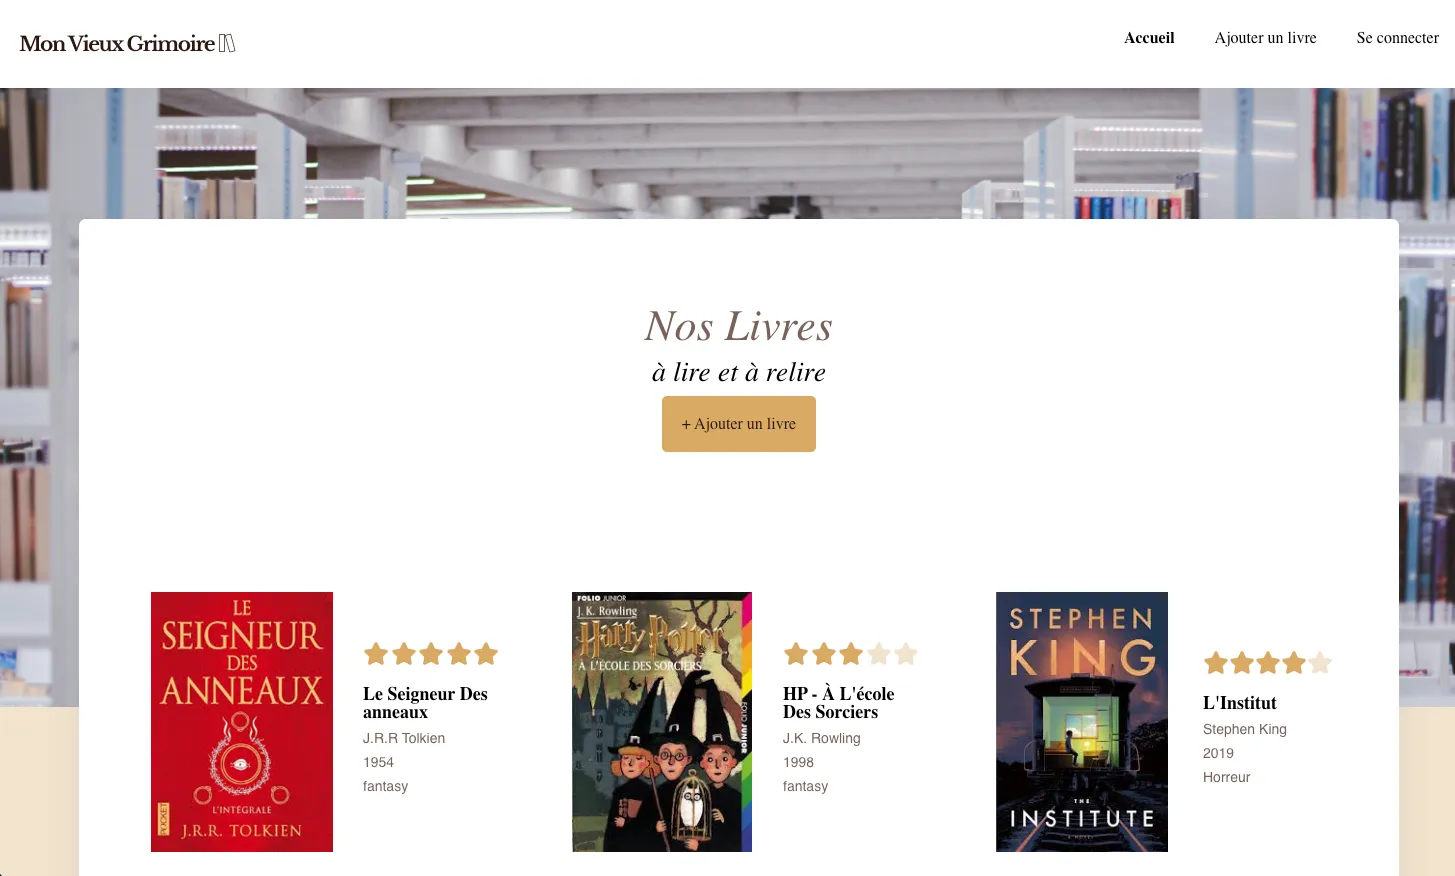 Mon Vieux Grimoire
Accueil
Ajouter un livre
Se connecter
Nos Livres
à lire et à relire
+ Ajouter un livre
LE
SEIGNEUR
DES
ANNEAUX
L'INTÉGRALE
J.R.R. TOLKIEN
POCKET
Le Seigneur Des
anneaux
J.R.R Tolkien
1954
fantasy
FOLIO JUNIOR
J. K. Rowling
Harry Potter
À L'ÉCOLE DES SORCIERS
FOLIO JUNIOR
HP - À L'école
Des Sorciers
J.K. Rowling
1998
fantasy
STEPHEN
KING
THE
INSTITUTE
A NOVEL
L'Institut
Stephen King
2019
Horreur